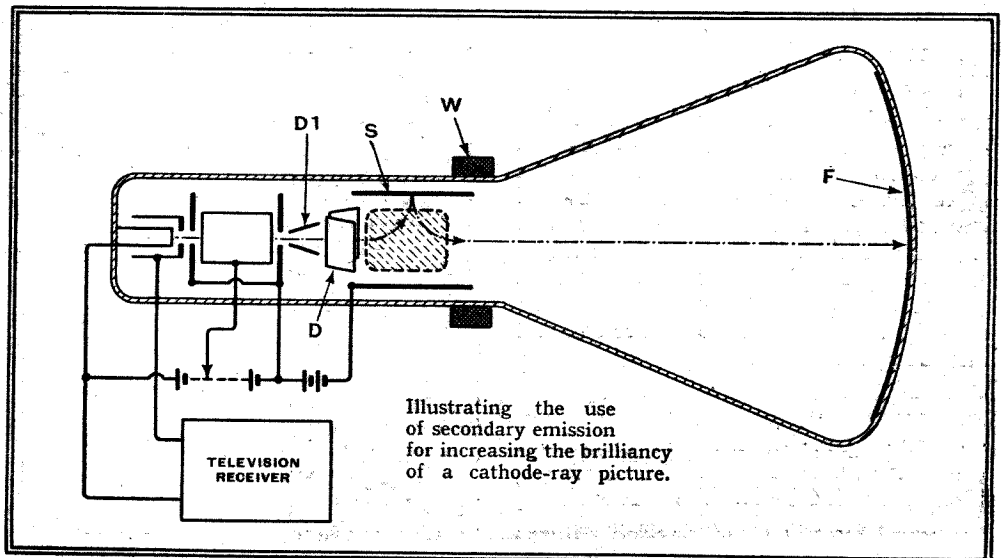 W
D1
S
F
D
Illustrating the use
of secondary emission
for increasing the brilliancy
of a cathode-ray picture.
TELEVISION
RECEIVER